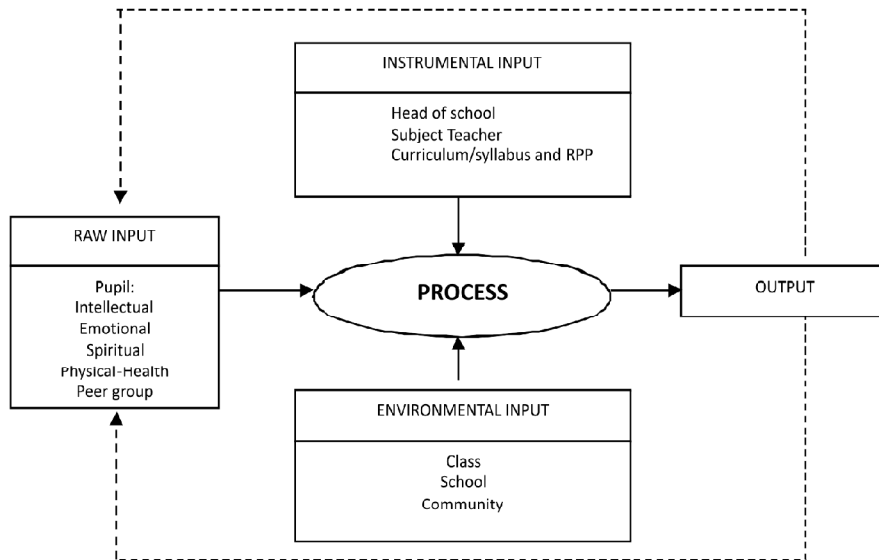 INSTRUMENTAL INPUT
Head of school
Subject Teacher
Curriculum/syllabus and RPP
RAW INPUT
Pupil:
Intellectual
Emotional
Spiritual
Physical-Health
Peer group
PROCESS
OUTPUT
ENVIRONMENTAL INPUT
Class
School
Community